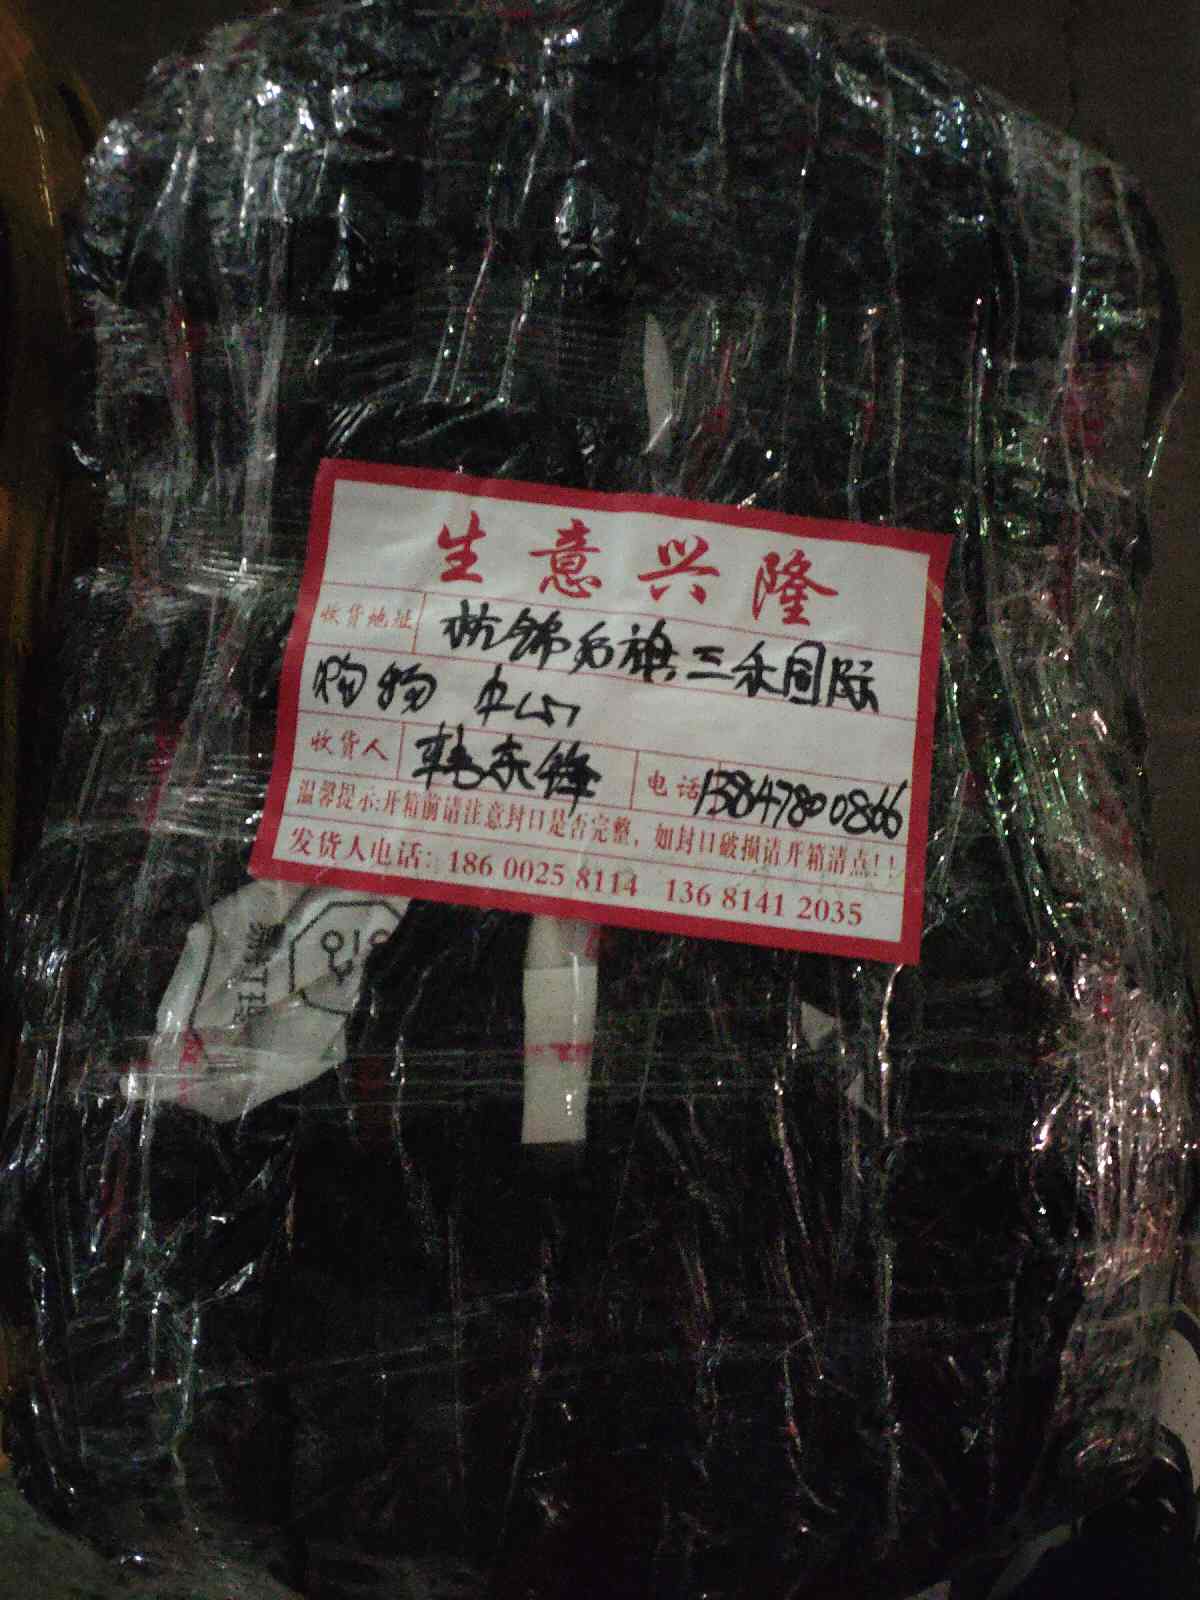 生意兴隆
收货地址 杭锦后旗三禾国际
购物中心
收货人 韩东锋 电话 13847800866
温馨提示:开箱前请注意封口是否完整，如封口破损请开箱清点!!
发货人电话: 186 0025 8114 136 8141 2035